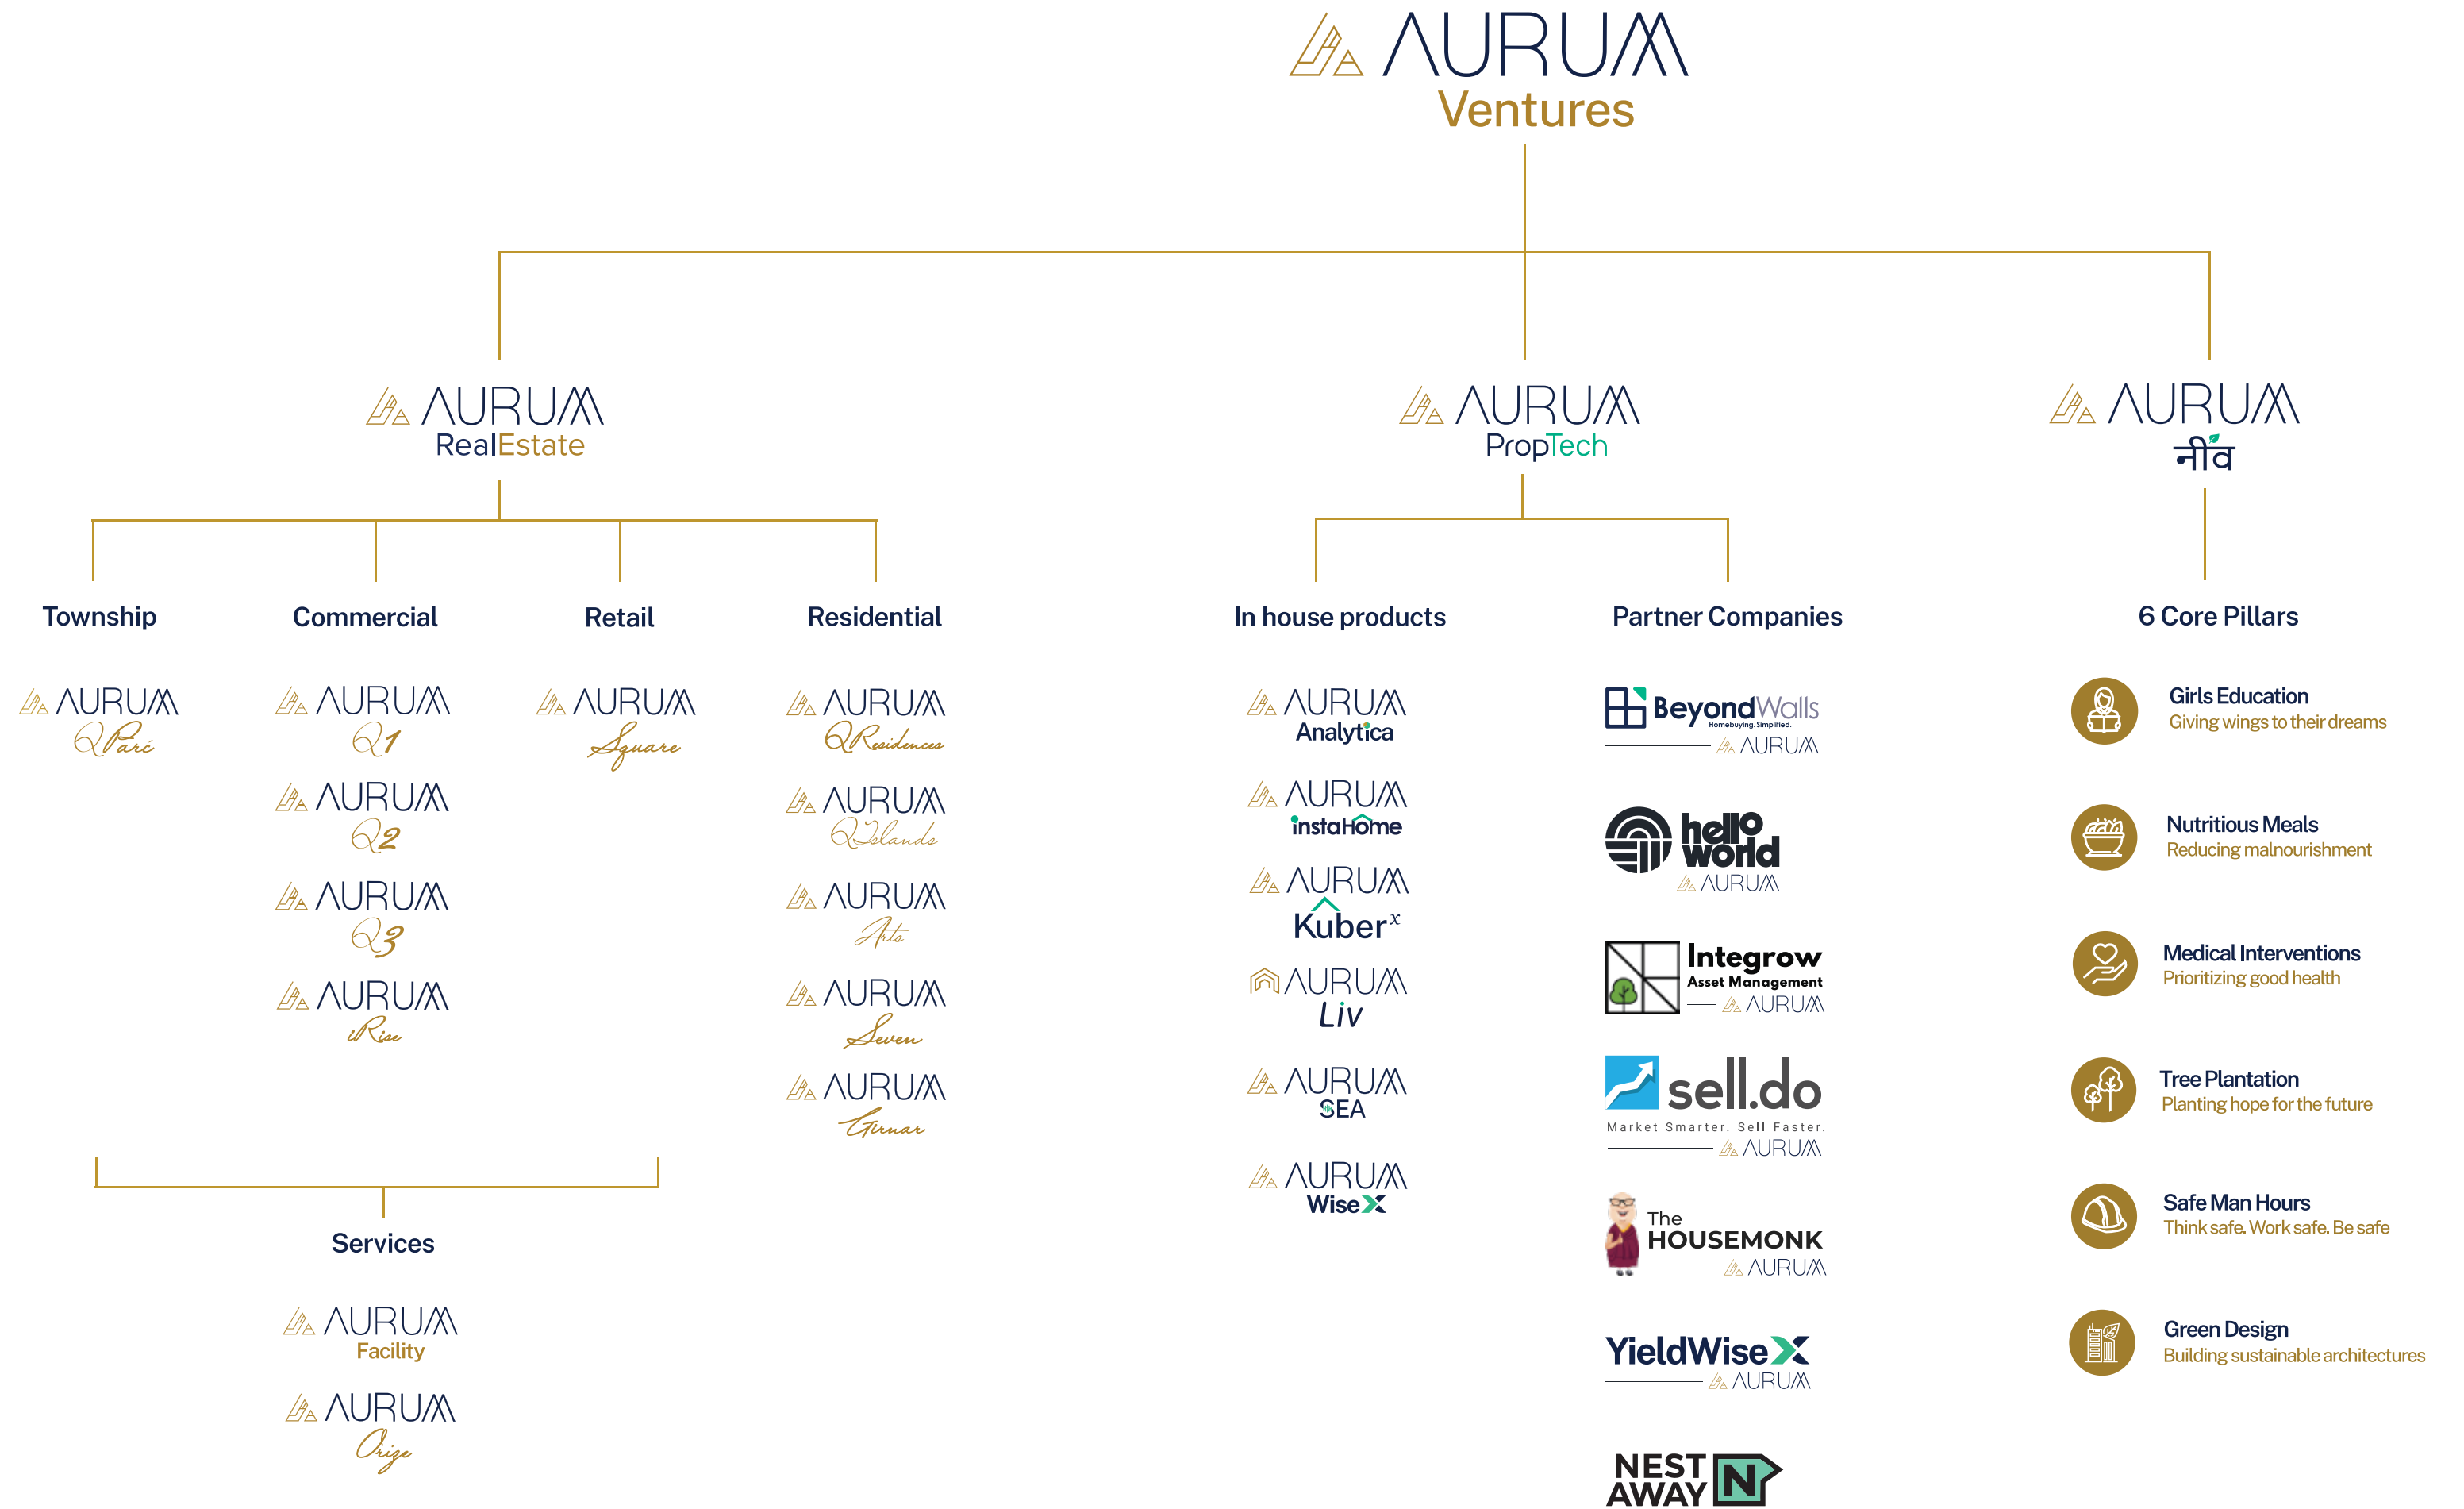 AURUM
Ventures
AURUM
RealEstate
AURUM
PropTech
AURUM
नींव
Township
Commercial
Retail
Residential
In house products
Partner Companies
6 Core Pillars
AURUM
QParć
AURUM
Q1
AURUM
Q2
AURUM
Q3
AURUM
iRise
AURUM
Square
AURUM
QResidences
AURUM
QIslands
AURUM
Arts
AURUM
Seven
AURUM
Girnar
Services
AURUM
Facility
AURUM
Orize
AURUM
Analytica
AURUM
instaHome
AURUM
Kuber x
AURUM
Liv
AURUM
SEA
AURUM
WiseX
BeyondWalls
Homebuying. Simplified.
AURUM
hello
world
AURUM
Integrow
Asset Management
AURUM
sell.do
Market Smarter. Sell Faster.
AURUM
The
HOUSEMONK
AURUM
YieldWiseX
AURUM
NEST
AWAY N
Girls Education
Giving wings to their dreams
Nutritious Meals
Reducing malnourishment
Medical Interventions
Prioritizing good health
Tree Plantation
Planting hope for the future
Safe Man Hours
Think safe. Work safe. Be safe
Green Design
Building sustainable architectures